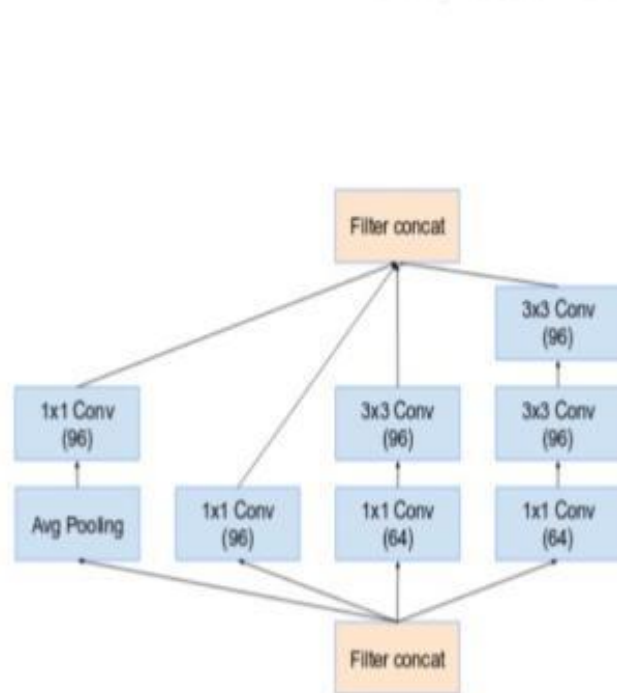 Filter concat
3x3 Conv
(96)
1x1 Conv
(96)
3x3 Conv
(96)
3x3 Conv
(96)
Avg Pooling
1x1 Conv
(96)
1x1 Conv
(64)
1x1 Conv
(64)
Filter concat